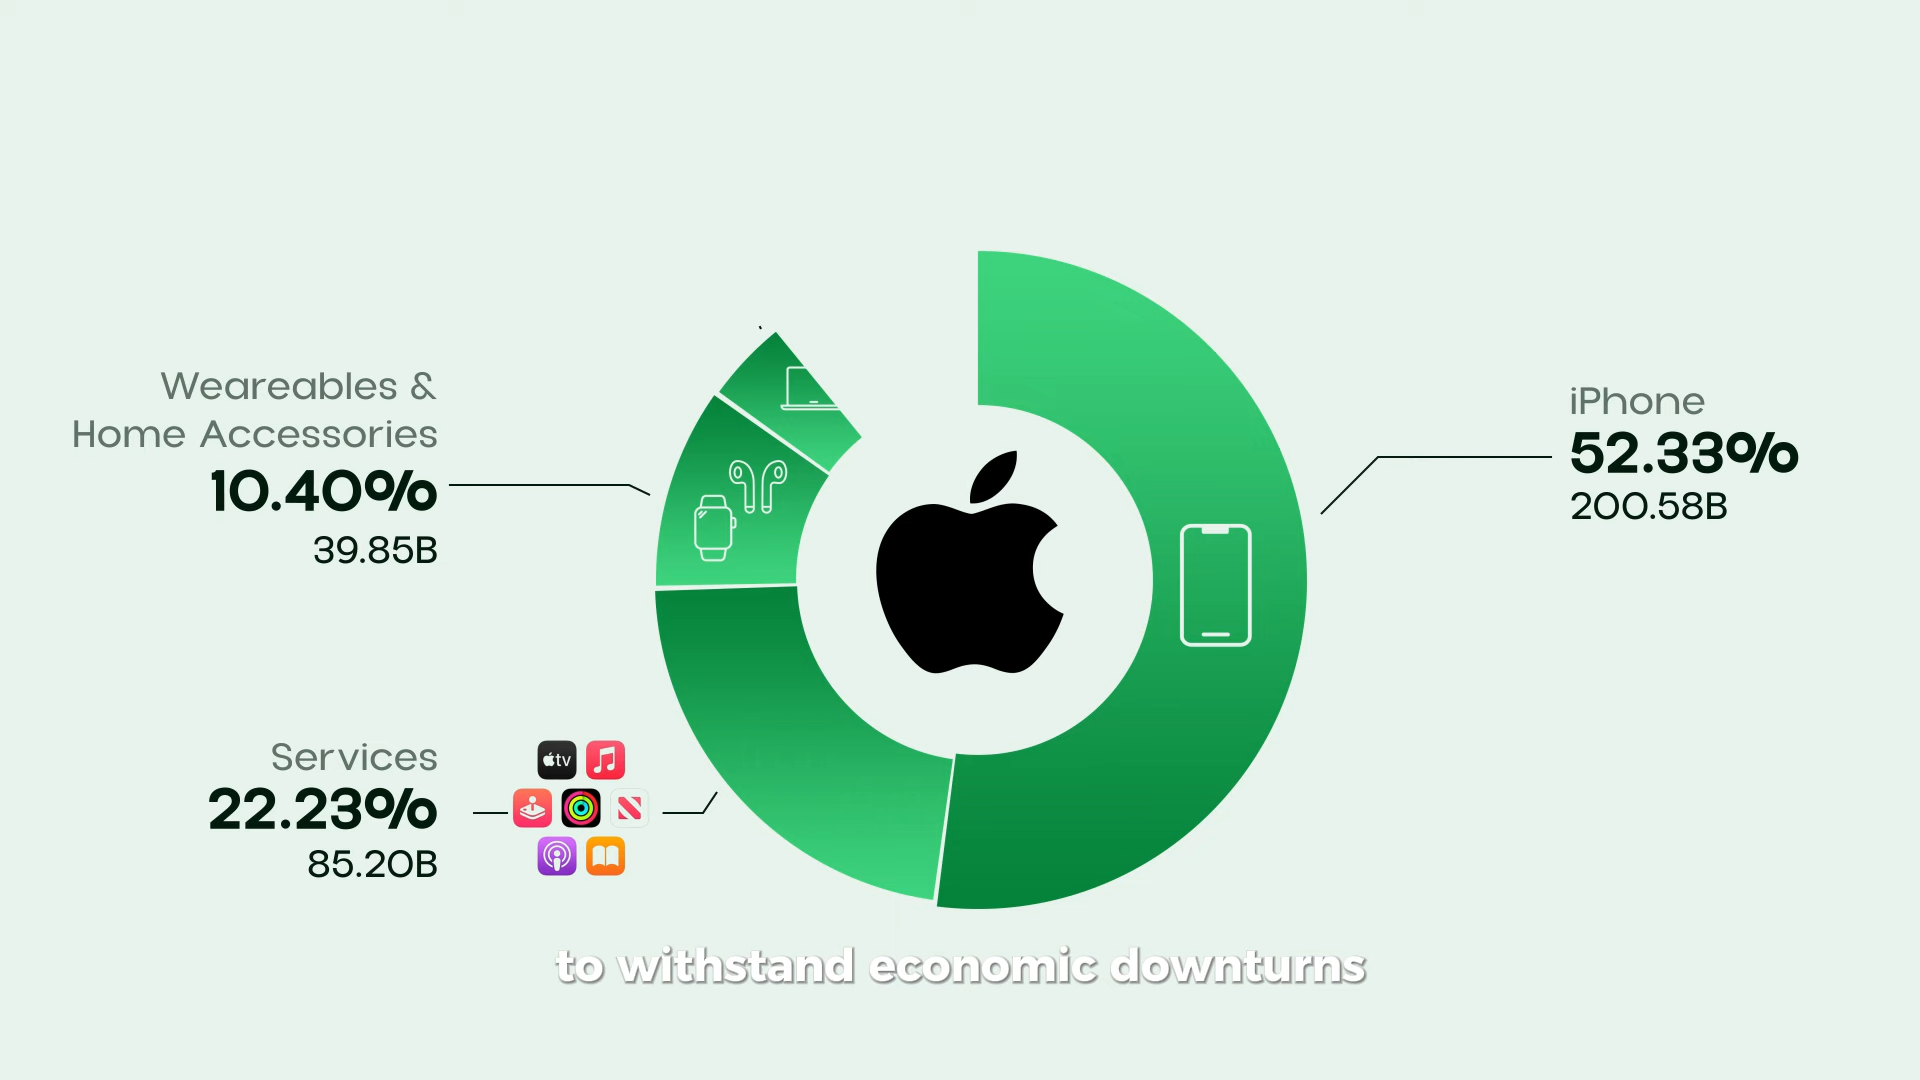 Weareables &
Home Accessories
10.40%
39.85B
iPhone
52.33%
200.58B
Services
22.23%
85.20B
tv
to withstand economic downturns